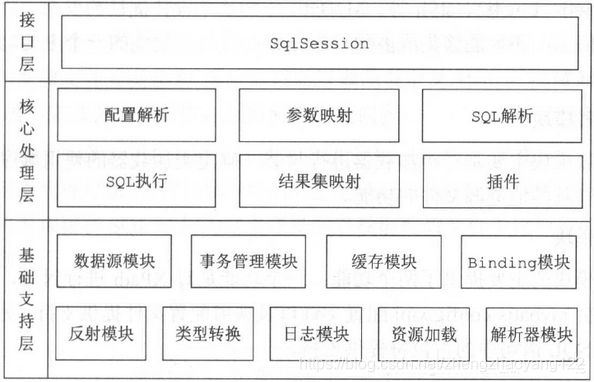 接口层
SqlSession
核心处理层
配置解析
参数映射
SQL解析
SQL执行
结果集映射
插件
基础支持层
数据源模块
事务管理模块
缓存模块
Binding模块
反射模块
类型转换
日志模块
资源加载
解析器模块
https://blog.csdn.net/zhengzhaoyang122